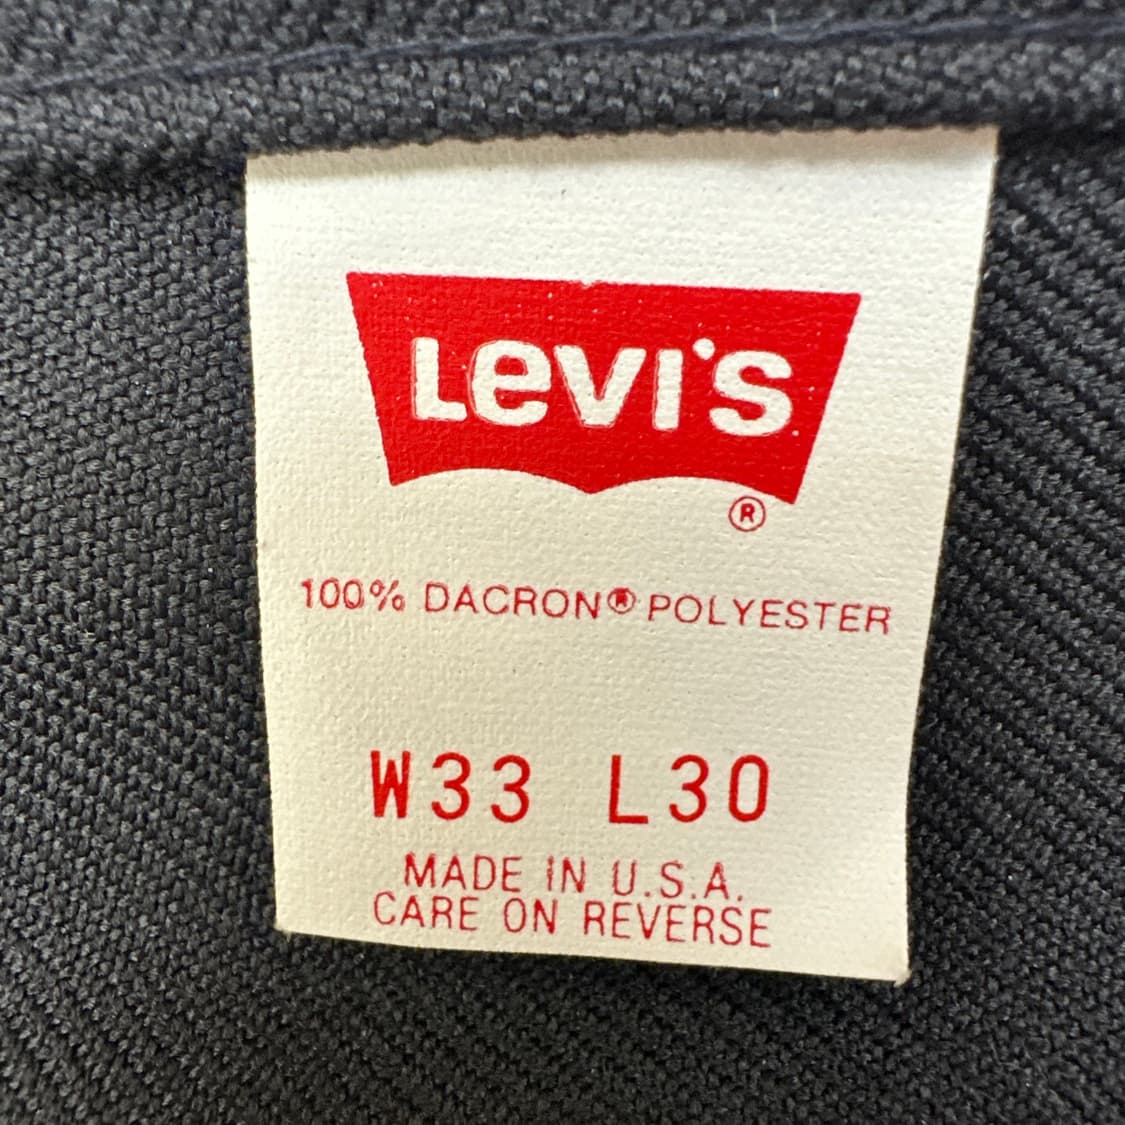 Levi's
®
100% DACRON® POLYESTER
W33 L30
MADE IN U.S.A.
CARE ON REVERSE